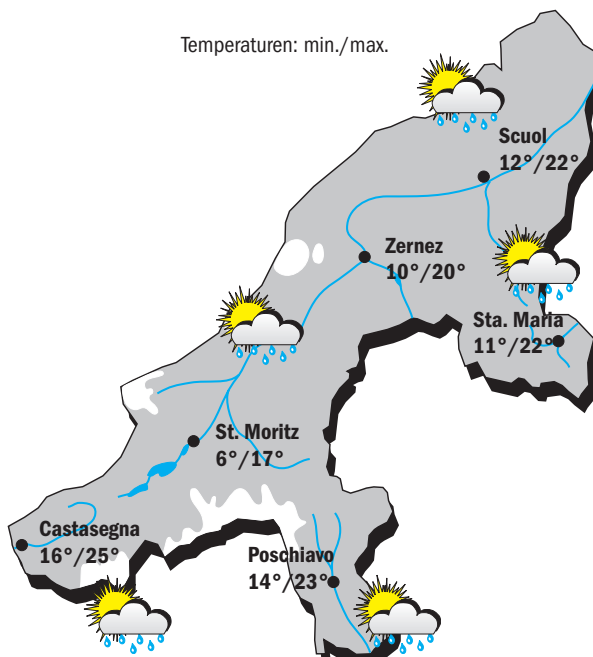 Temperaturen: min./max.
Scuol
12°/22°
Zernez
10°/20°
Sta. Maria
11°/22°
St. Moritz
6°/17°
Castasegna
16°/25°
Poschiavo
14°/23°